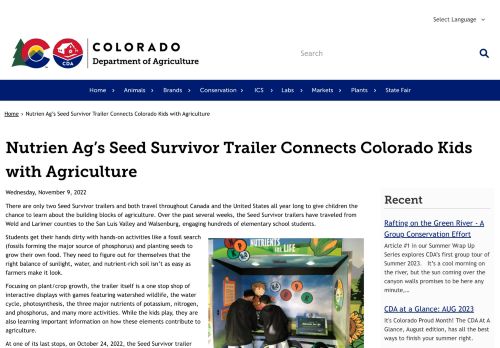 Select Language
COLORADO
Department of Agriculture
CDA
Search
Home Animals Brands Conservation ICS Labs Markets Plants State Fair
Home › Nutrien Ag's Seed Survivor Trailer Connects Colorado Kids with Agriculture
Nutrien Ag's Seed Survivor Trailer Connects Colorado Kids
with Agriculture
Wednesday, November 9, 2022
There are only two Seed Survivor trailers and both travel throughout Canada and the United States all year long to give children the
chance to learn about the building blocks of agriculture. Over the past several weeks, the Seed Survivor trailers have traveled from
Weld and Larimer counties to the San Luis Valley and Walsenburg, engaging hundreds of elementary school students.
Students get their hands dirty with hands-on activities like a fossil search
(fossils forming the major source of phosphorus) and planting seeds to
grow their own food. They need to figure out for themselves that the
right balance of sunlight, water, and nutrient-rich soil isn't as easy as
farmers make it look.
Focusing on plant/crop growth, the trailer itself is a one stop shop of
interactive displays with games featuring watershed wildlife, the water
cycle, photosynthesis, the three major nutrients of potassium, nitrogen,
and phosphorus, and many more activities. While the kids play, they are
also learning important information on how these elements contribute to
agriculture.
At one of its last stops, on October 24, 2022, the Seed Survivor trailer
NUTRIENTS
FOR LIFE
Recent
Rafting on the Green River - A
Group Conservation Effort
Article #1 in our Summer Wrap Up
Series explores CDA's first group tour of
Summer 2023. It's a cool morning on
the river, but the sun coming over the
canyon walls promises to be here any
minute,…
CDA at a Glance: AUG 2023
It's Colorado Proud Month! The CDA At A
Glance, August edition, has all the best
ways to finish your summer right.